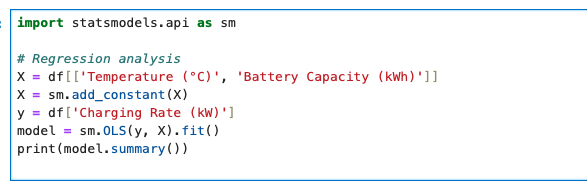 import statsmodels.api as sm
# Regression analysis
X = df[['Temperature (°C)', 'Battery Capacity (kWh)']]
X = sm.add_constant(X)
y = df['Charging Rate (kW)']
model = sm.OLS(y, X).fit()
print(model.summary())